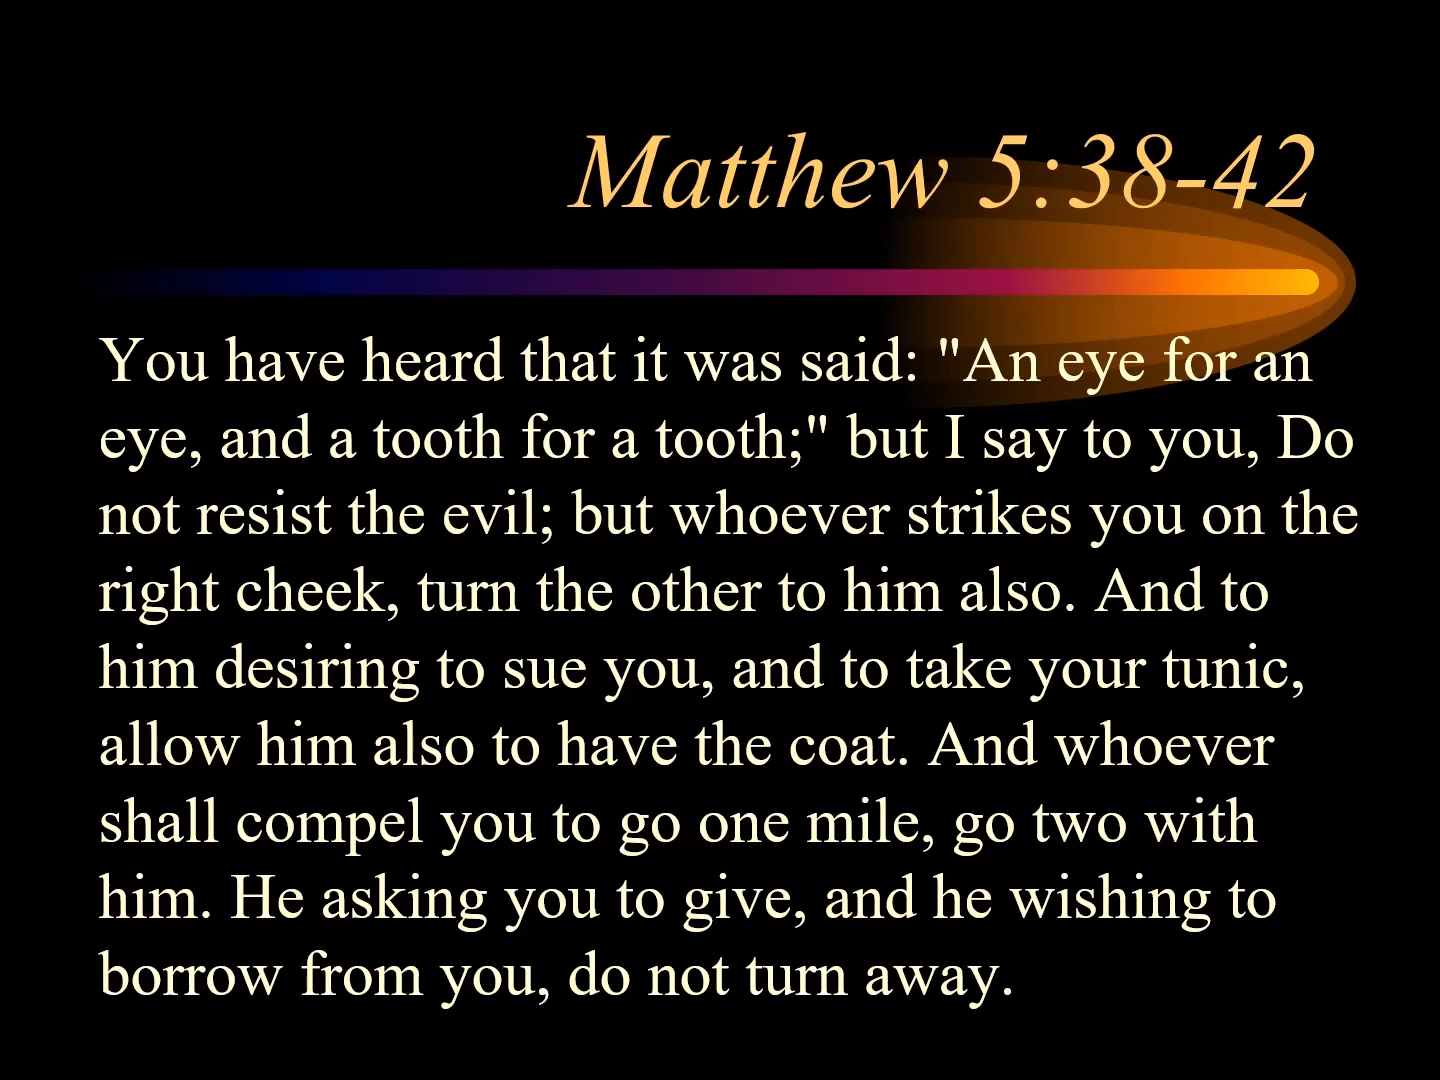 Matthew 5:38-42
You have heard that it was said: "An eye for an
eye, and a tooth for a tooth;" but I say to you, Do
not resist the evil; but whoever strikes you on the
right cheek, turn the other to him also. And to
him desiring to sue you, and to take your tunic,
allow him also to have the coat. And whoever
shall compel you to go one mile, go two with
him. He asking you to give, and he wishing to
borrow from you, do not turn away.